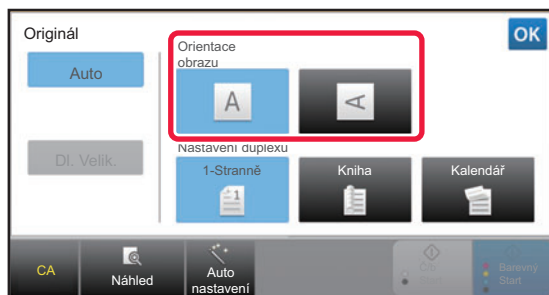 Originál
OK
Orientace
obrazu
Auto
A
A
Nastavení duplexu
Dl. Velik.
1-Stranně
Kniha
Kalendář
1
CA
Náhled
Auto
nastavení
Barevný
Start